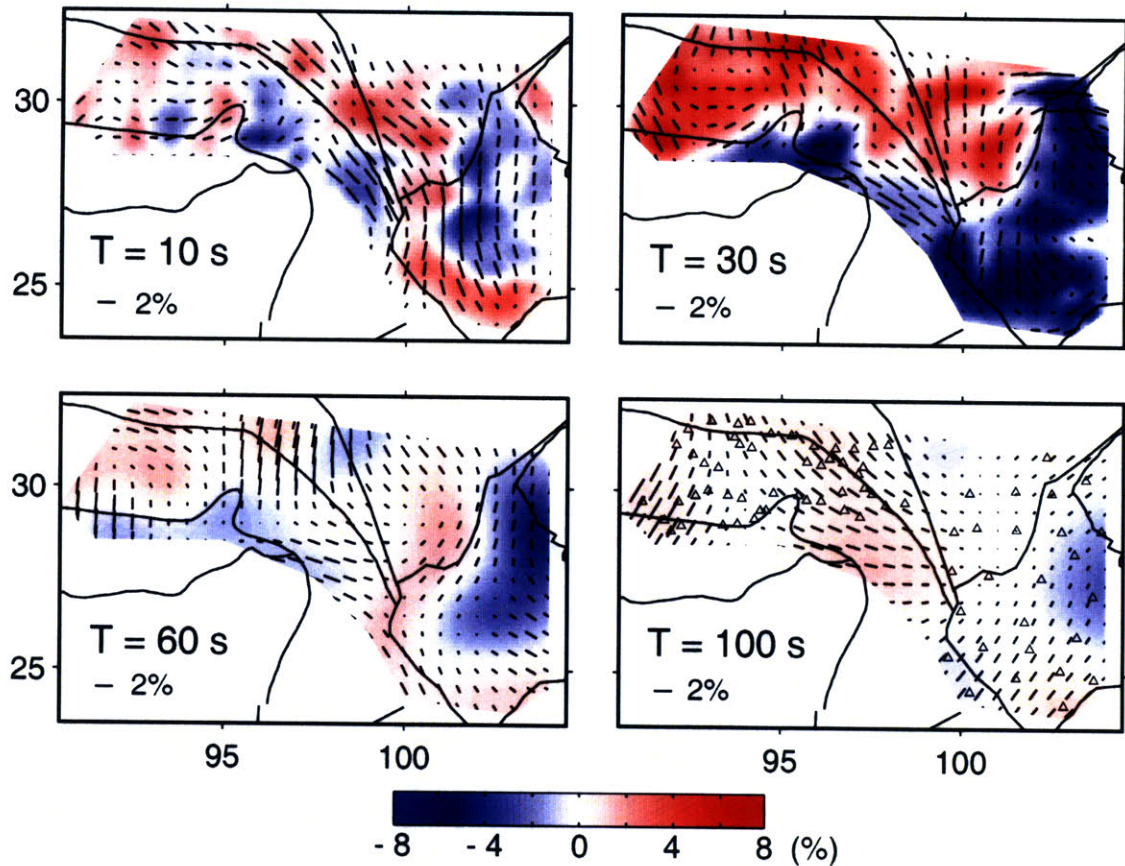 30
25
T = 10 s
– 2%
T = 30 s
– 2%
30
25
T = 60 s
– 2%
T = 100 s
– 2%
95 100 95 100
- 8 - 4 0 4 8 (%)